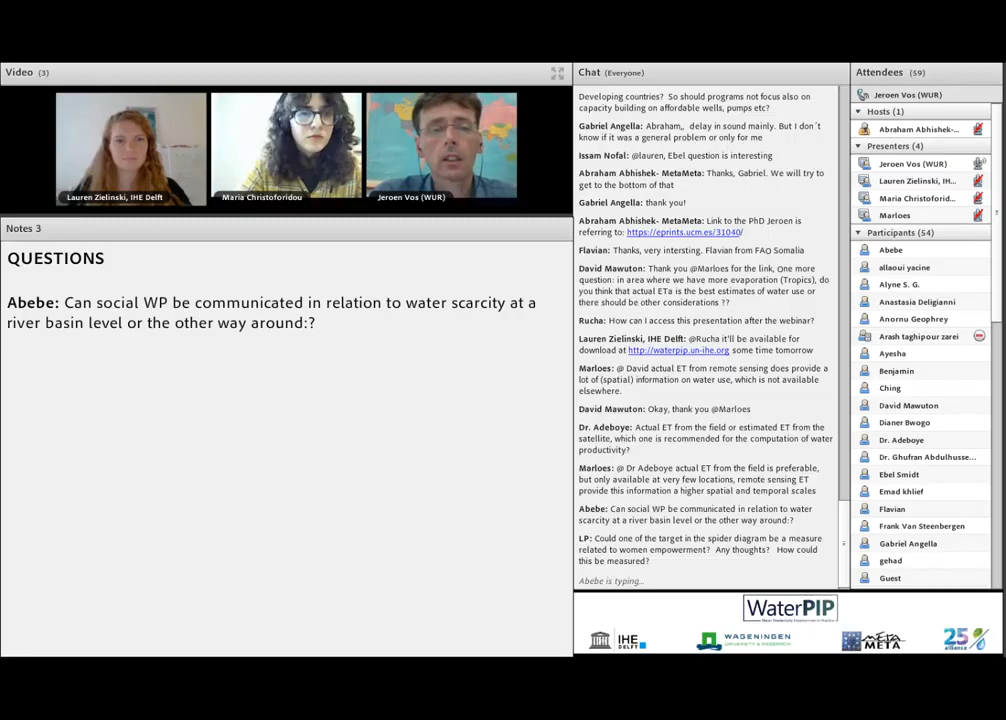 Video (3)
Lauren Zielinski, IHE Delft
Maria Christoforidou
Jeroen Vos (WUR)
Notes 3
QUESTIONS
Abebe: Can social WP be communicated in relation to water scarcity at a
river basin level or the other way around:?
Chat (Everyone)
Developing countries? So should programs not focus also on
capacity building on affordable wells, pumps etc?
Gabriel Angella: Abraham,, delay in sound mainly. But I don´t
know if it was a general problem or only for me
Issam Nofal: @lauren, Ebel question is interesting
Abraham Abhishek- MetaMeta: Thanks, Gabriel. We will try to
get to the bottom of that
Gabriel Angella: thank you!
Abraham Abhishek- MetaMeta: Link to the PhD Jeroen is
referring to: https://eprints.ucm.es/31040/
Flavian: Thanks, very intersting. Flavian from FAO Somalia
David Mawuton: Thank you @Marloes for the link, One more
question: in area where we have more evaporation (Tropics), do
you think that actual ETa is the best estimates of water use or
there should be other considerations ??
Rucha: How can I access this presentation after the webinar?
Lauren Zielinski, IHE Delft: @Rucha it'll be available for
download at http://waterpip.un-ihe.org some time tomorrow
Marloes: @ David actual ET from remote sensing does provide a
lot of (spatial) information on water use, which is not available
elsewhere.
David Mawuton: Okay, thank you @Marloes
Dr. Adeboye: Actual ET from the field or estimated ET from the
satellite, which one is recommended for the computation of water
productivity?
Marloes: @ Dr Adeboye actual ET from the field is preferable,
but only available at very few locations, remote sensing ET
provide this information a higher spatial and temporal scales
Abebe: Can social WP be communicated in relation to water
scarcity at a river basin level or the other way around:?
LP: Could one of the target in the spider diagram be a measure
related to women empowerment? Any thoughts? How could
this be measured?
Abebe is typing...
Attendees (59)
Jeroen Vos (WUR)
Hosts (1)
Abraham Abhishek-...
Presenters (4)
Jeroen Vos (WUR)
Lauren Zielinski, IH...
Maria Christoforid...
Marloes
Participants (54)
Abebe
allaoui yacine
Alyne S. G.
Anastasia Deligianni
Anornu Geophrey
Arash taghipour zarei
Ayesha
Benjamin
Ching
David Mawuton
Dianer Bwogo
Dr. Adeboye
Dr. Ghufran Abdulhusse...
Ebel Smidt
Emad khlief
Flavian
Frank Van Steenbergen
Gabriel Angella
gehad
Guest
WaterPIP
IHE
DELFT
WAGENINGEN
UNIVERSITY & RESEARCH
META
META
25
alliance